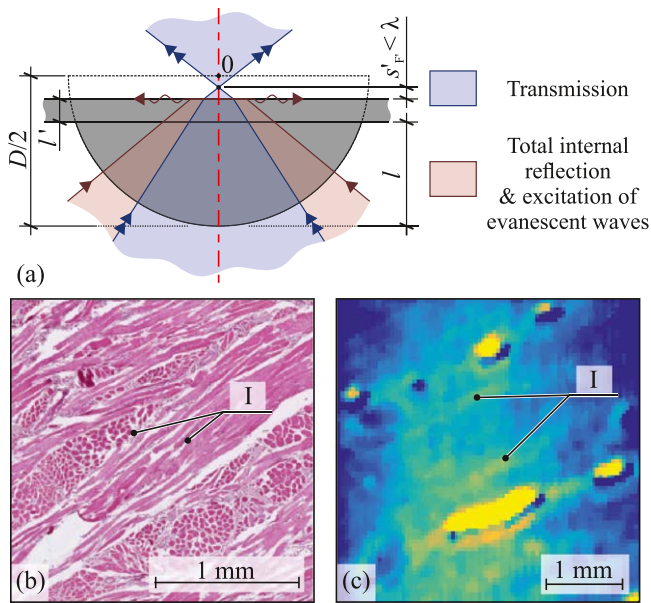 0
s'F' < λ
D/2
l'
l
Transmission
Total internal
reflection
& excitation of
evanescent waves
(a)
I
I
(b)
1 mm
(c)
1 mm